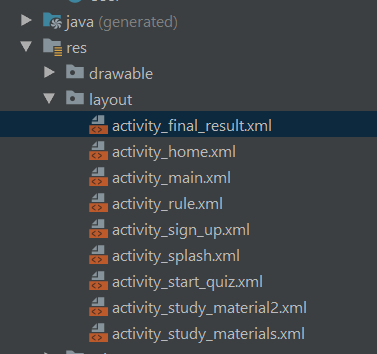 java (generated)
res
drawable
layout
activity_final_result.xml
activity_home.xml
activity_main.xml
activity_rule.xml
activity_sign_up.xml
activity_splash.xml
activity_start_quiz.xml
activity_study_material2.xml
activity_study_materials.xml